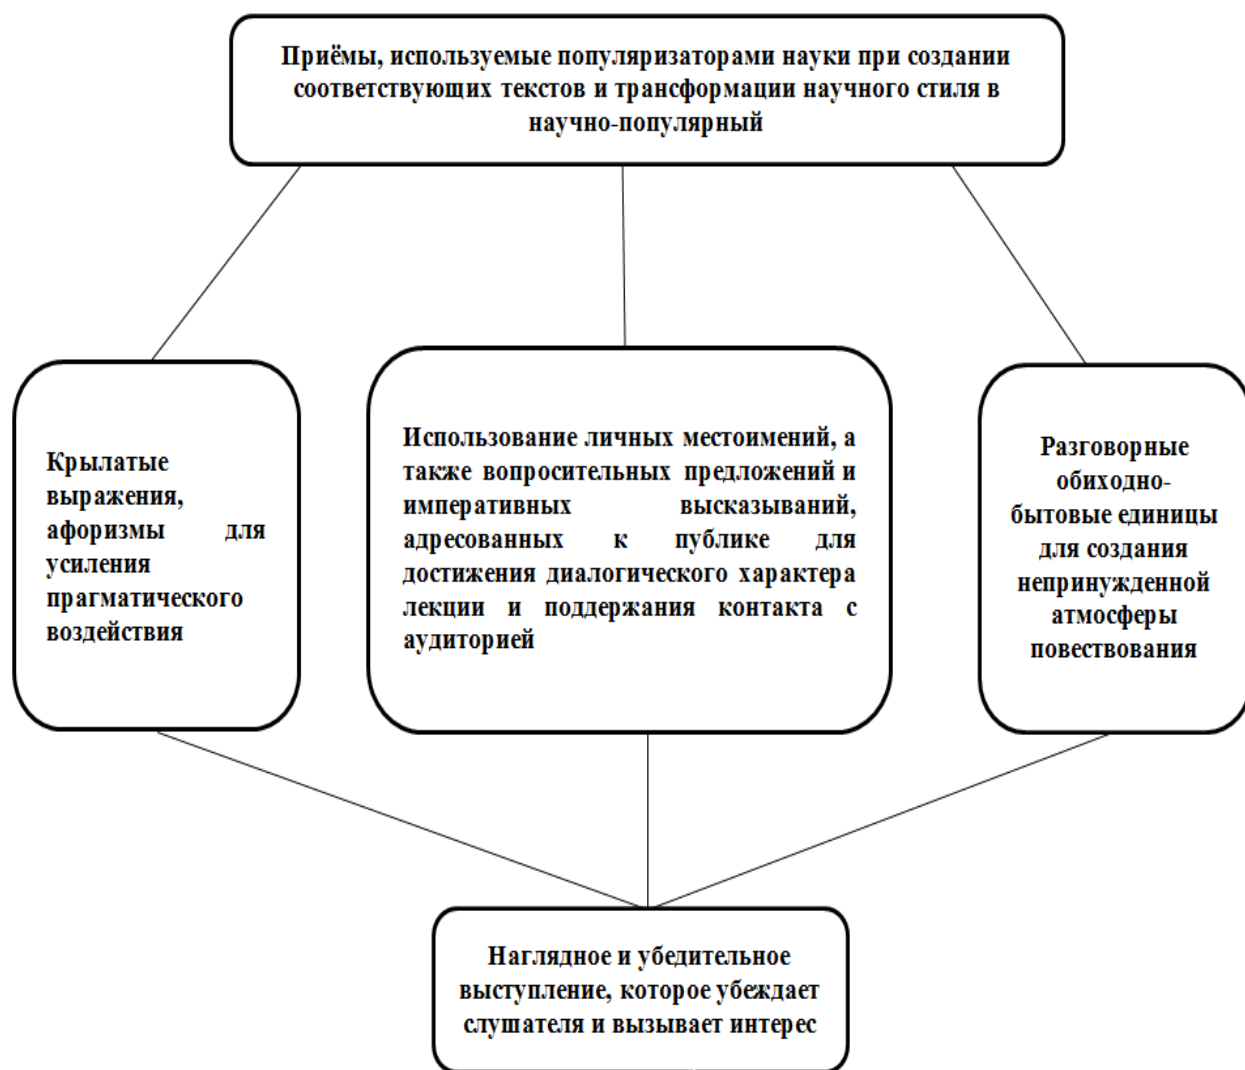 Приёмы, используемые популяризаторами науки при создании
соответствующих текстов и трансформации научного стиля в
научно-популярный
Крылатые
выражения,
афоризмы для
усиления
прагматического
воздействия
Использование личных местоимений, а
также вопросительных предложений и
императивных высказываний,
адресованных к публике для
достижения диалогического характера
лекции и поддержания контакта с
аудиторией
Разговорные
обиходно-
бытовые единицы
для создания
непринужденной
атмосферы
повествования
Наглядное и убедительное
выступление, которое убеждает
слушателя и вызывает интерес